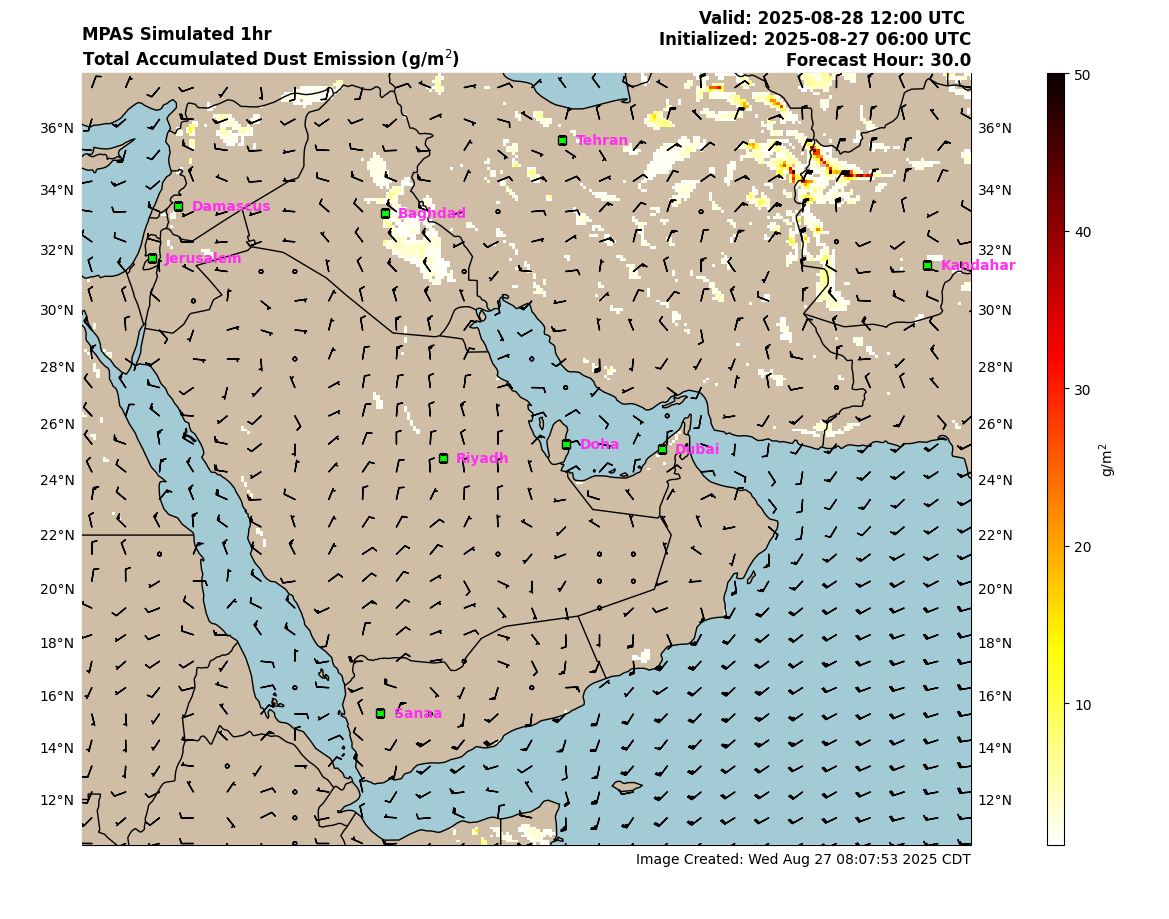 MPAS Simulated 1hr
Total Accumulated Dust Emission (g/m²)
Valid: 2025-08-28 12:00 UTC
Initialized: 2025-08-27 06:00 UTC
Forecast Hour: 30.0
36°N
34°N
32°N
30°N
28°N
26°N
24°N
22°N
20°N
18°N
16°N
14°N
12°N
Tehran
Damascus
Baghdad
Jerusalem
Kandahar
Doha
Dubai
Riyadh
Sanaa
36°N
34°N
32°N
30°N
28°N
26°N
24°N
22°N
20°N
18°N
16°N
14°N
12°N
50
40
30
20
10
g/m²
Image Created: Wed Aug 27 08:07:53 2025 CDT